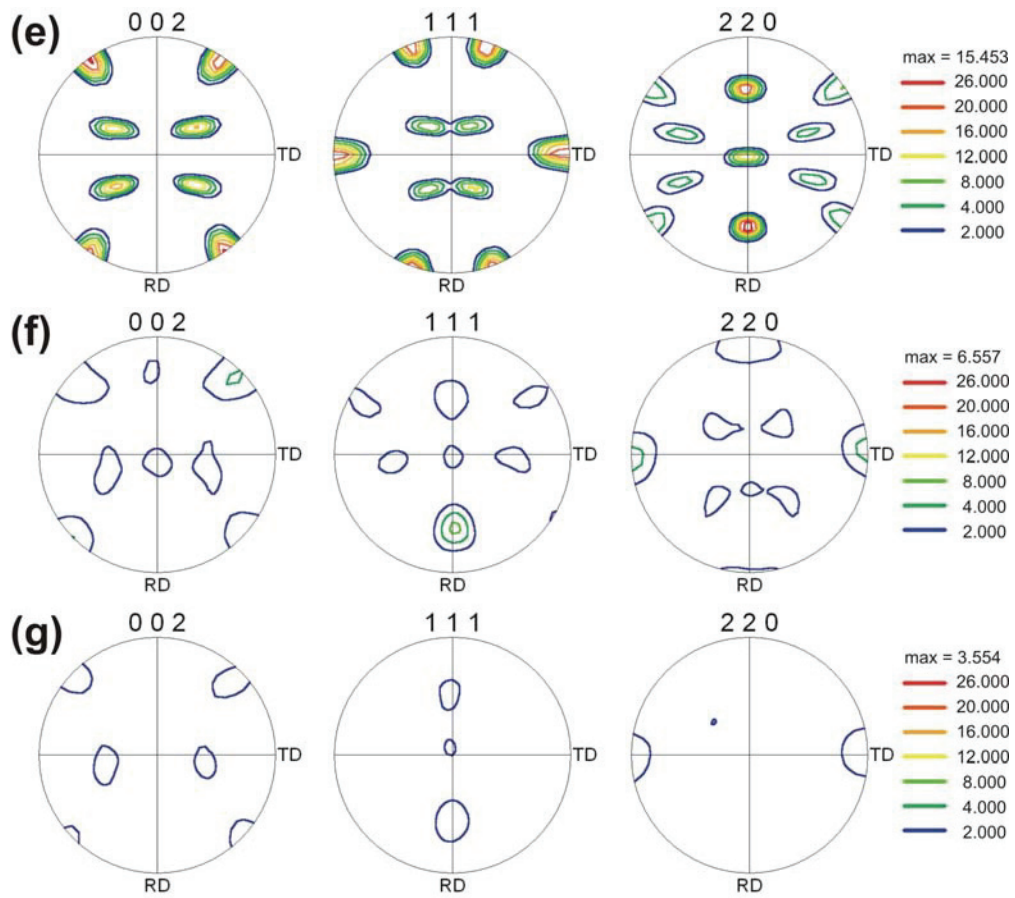 (e)
0 0 2
1 1 1
2 2 0
TD
TD
TD
RD
RD
RD
max = 15.453
26.000
20.000
16.000
12.000
8.000
4.000
2.000
(f)
0 0 2
1 1 1
2 2 0
TD
TD
TD
RD
RD
RD
max = 6.557
26.000
20.000
16.000
12.000
8.000
4.000
2.000
(g)
0 0 2
1 1 1
2 2 0
TD
TD
TD
RD
RD
RD
max = 3.554
26.000
20.000
16.000
12.000
8.000
4.000
2.000